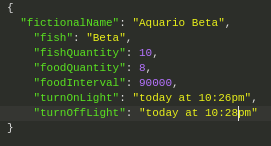 {
"fictionalName": "Aquario Beta",
"fish": "Beta",
"fishQuantity": 10,
"foodQuantity": 8,
"foodInterval": 90000,
"turnOnLight": "today at 10:26pm",
"turnOffLight": "today at 10:28pm"
}